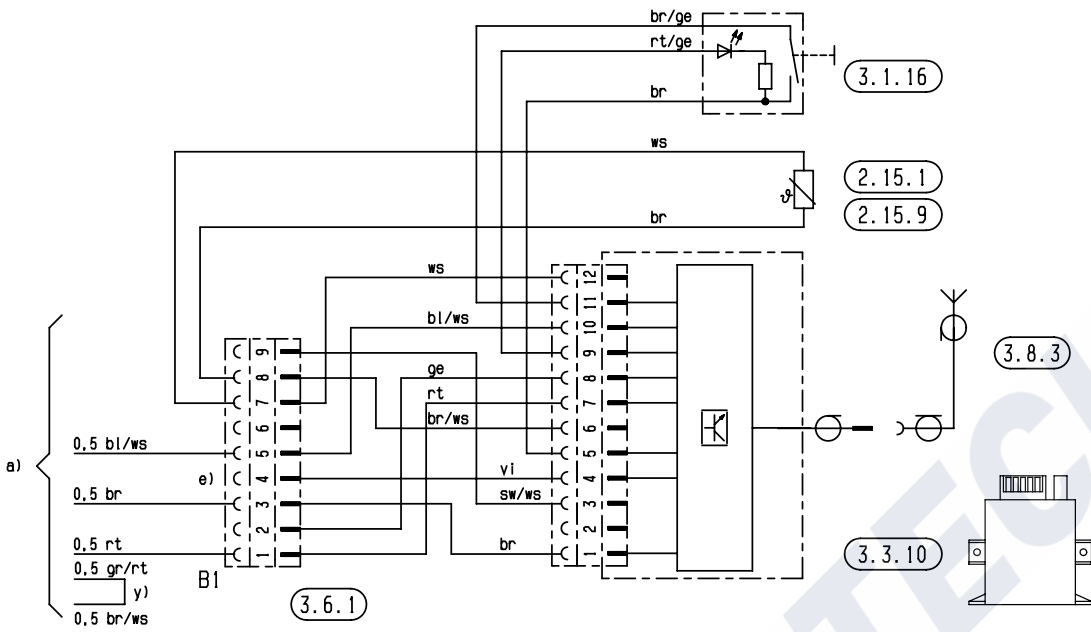 br/ge
rt/ge
3.1.16
br
ws
2.15.1
ϑ
2.15.9
br
ws
12
11
bl/ws
10
3.8.3
9
9
ge
8
8
rt
7
7
br/ws
6
6
a)
0,5 bl/ws
5
5
e)
4
vi
4
sw/ws
0,5 br
3
3
2
2
0,5 rt
1
br
1
3.3.10
0,5 gr/rt
B1
y)
3.6.1
0,5 br/ws
TECH